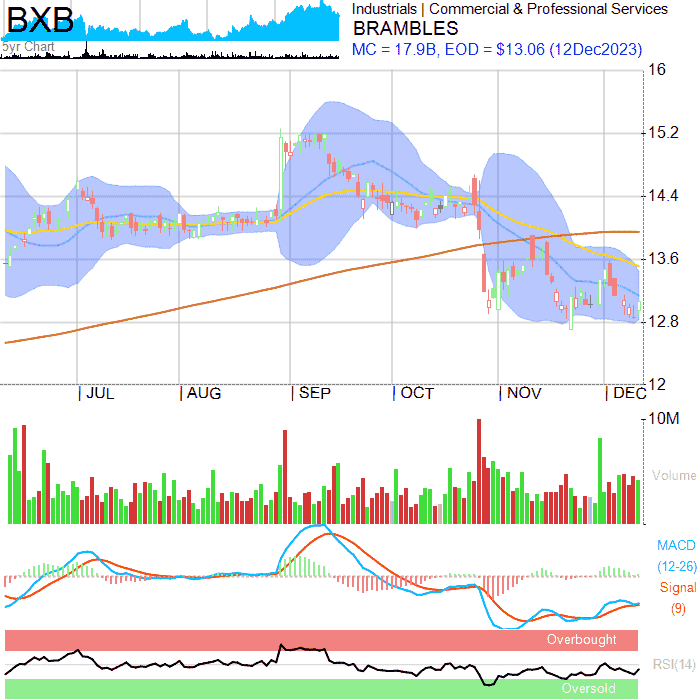 BXB
5yr Chart
Industrials | Commercial & Professional Services
BRAMBLES
MC = 17.9B, EOD = $13.06 (12Dec2023)
16
15.2
14.4
13.6
12.8
12
| JUL | AUG | SEP | OCT | NOV | DEC
10M
Volume
MACD
(12-26)
Signal
(9)
Overbought
RSI(14)
Oversold